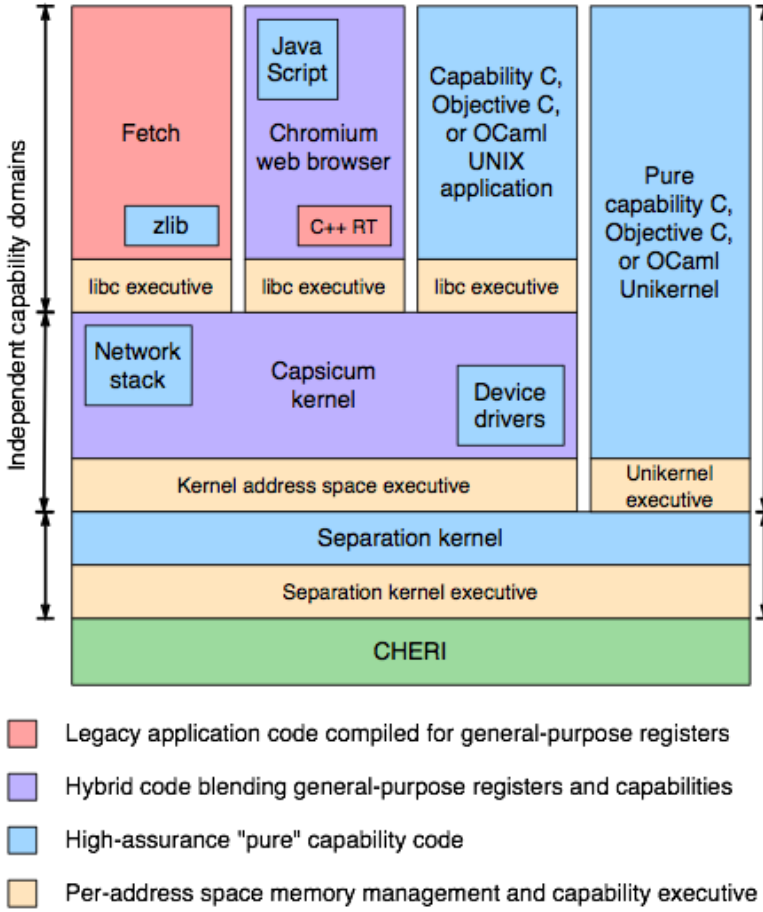 Independent capability domains
Fetch
zlib
libc executive
Java
Script
Chromium
web browser
C++ RT
libc executive
Capability C,
Objective C,
or OCaml
UNIX
application
libc executive
Pure
capability C,
Objective C,
or OCaml
Unikernel
Network
stack
Capsicum
kernel
Device
drivers
Kernel address space executive
Unikernel
executive
Separation kernel
Separation kernel executive
CHERI
Legacy application code compiled for general-purpose registers
Hybrid code blending general-purpose registers and capabilities
High-assurance "pure" capability code
Per-address space memory management and capability executive